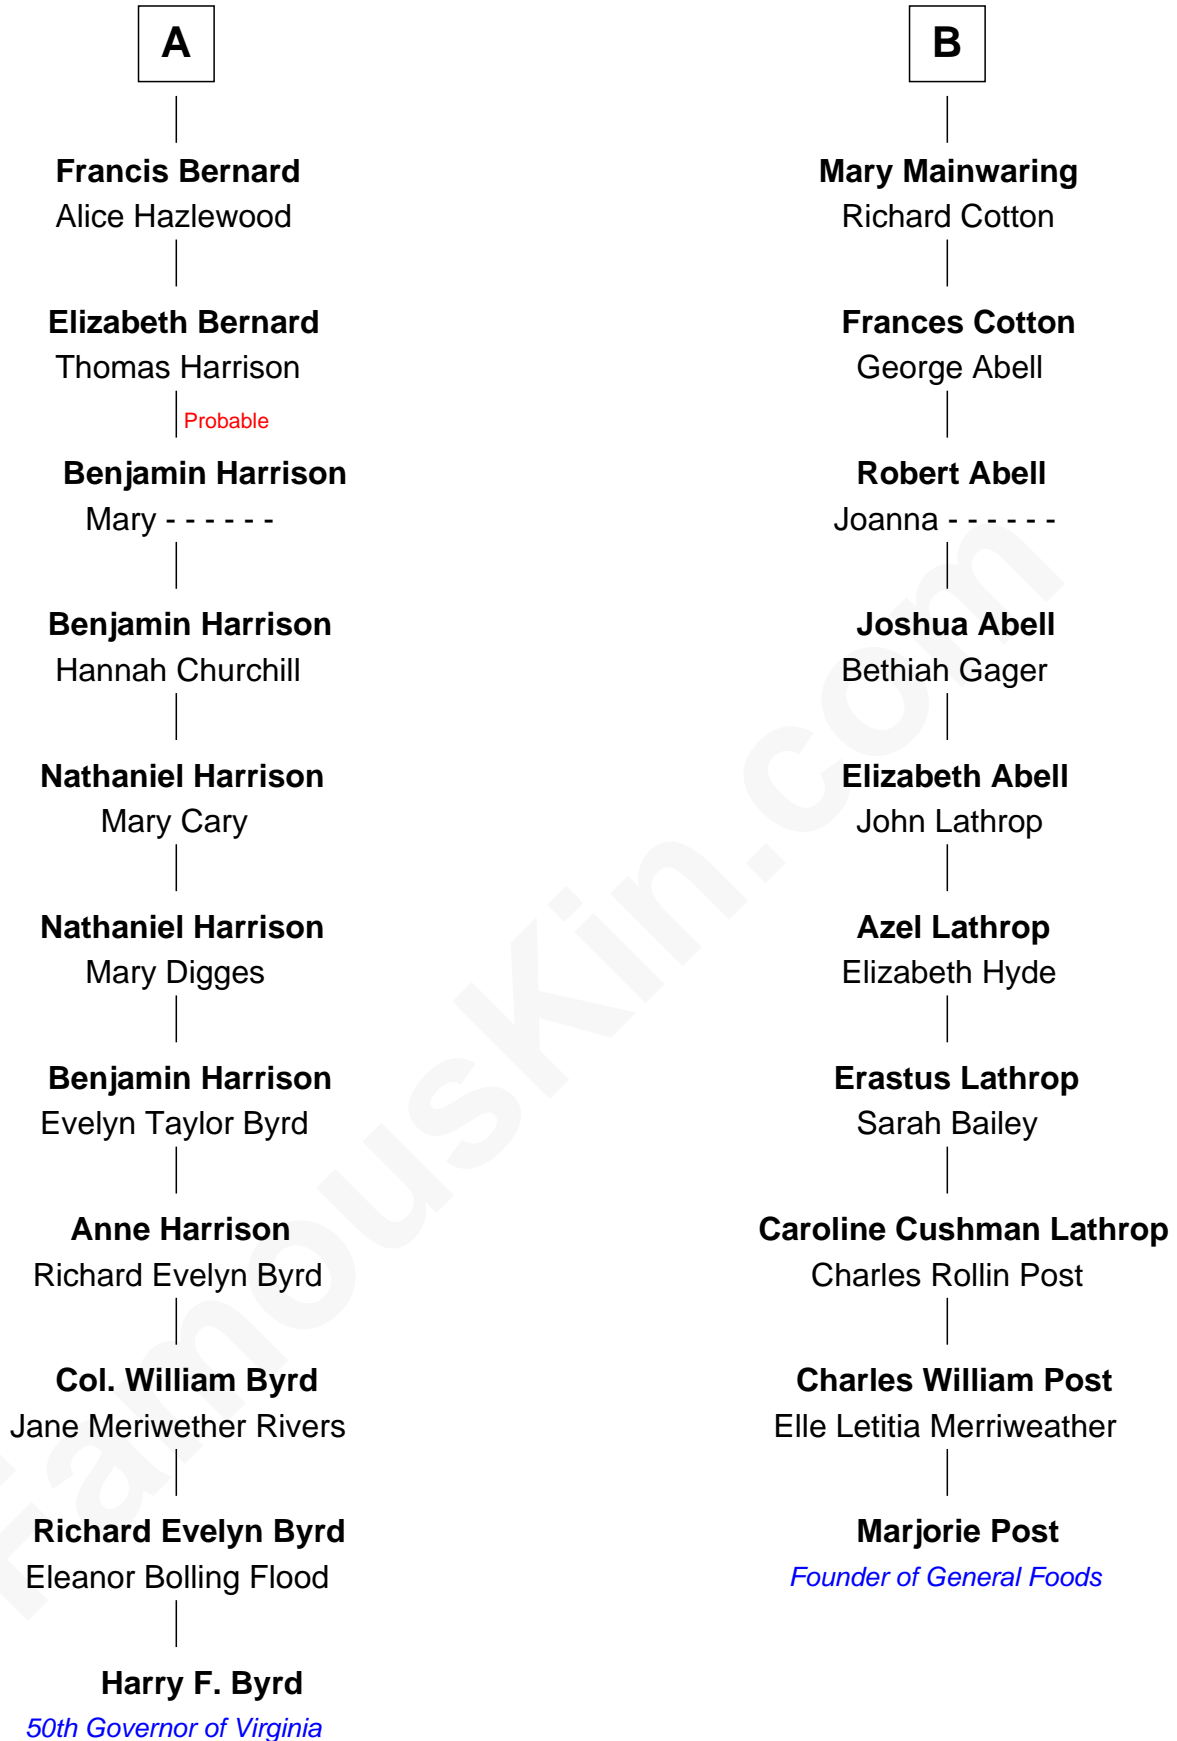 A
Francis Bernard
Alice Hazlewood
Elizabeth Bernard
Thomas Harrison
Probable
Benjamin Harrison
Mary - - - - - -
Benjamin Harrison
Hannah Churchill
Nathaniel Harrison
Mary Cary
Nathaniel Harrison
Mary Digges
Benjamin Harrison
Evelyn Taylor Byrd
Anne Harrison
Richard Evelyn Byrd
Col. William Byrd
Jane Meriwether Rivers
Richard Evelyn Byrd
Eleanor Bolling Flood
Harry F. Byrd
50th Governor of Virginia
B
Mary Mainwaring
Richard Cotton
Frances Cotton
George Abell
Robert Abell
Joanna - - - - - -
Joshua Abell
Bethiah Gager
Elizabeth Abell
John Lathrop
Azel Lathrop
Elizabeth Hyde
Erastus Lathrop
Sarah Bailey
Caroline Cushman Lathrop
Charles Rollin Post
Charles William Post
Elle Letitia Merriweather
Marjorie Post
Founder of General Foods
FamousKin.com